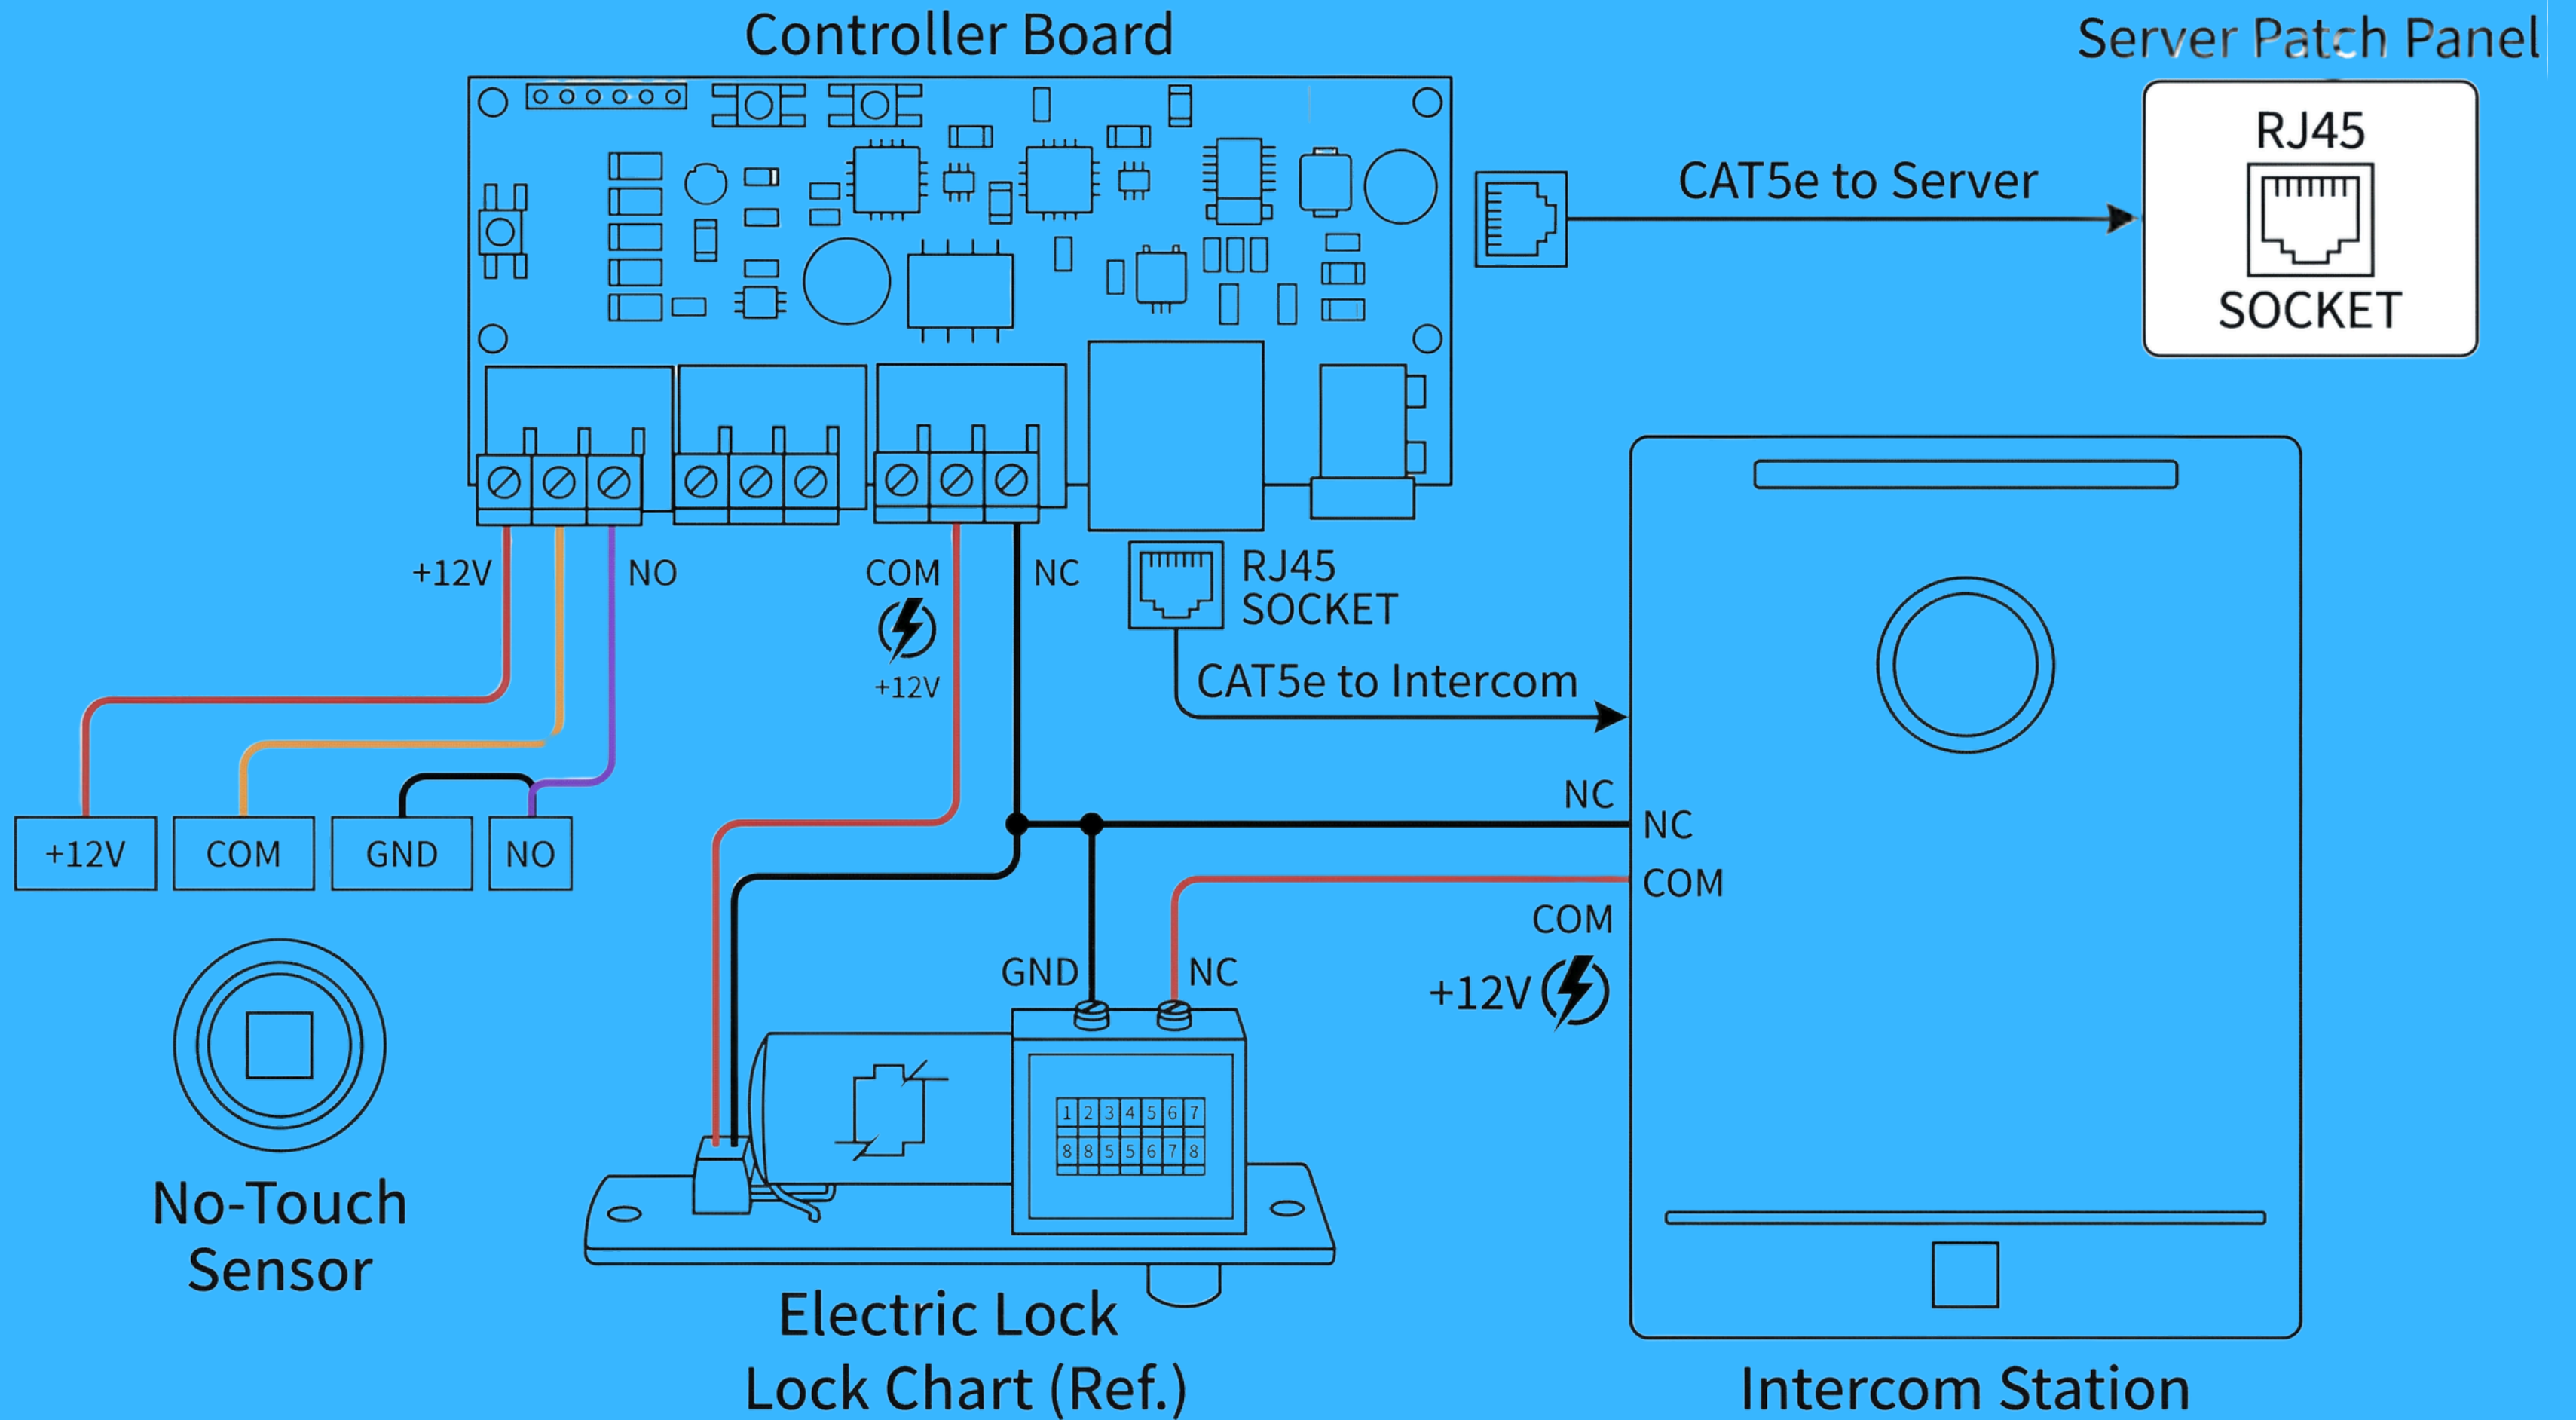 Controller Board
Server Patch Panel
RJ45
SOCKET
CAT5e to Server
+12V
NO
COM
+12V
NC
RJ45
SOCKET
CAT5e to Intercom
+12V
COM
GND
NO
NC
NC
COM
COM
+12V
GND
NC
1 2 3 4 5 6 7
8 8 5 5 6 7 8
No-Touch
Sensor
Electric Lock
Lock Chart (Ref.)
Intercom Station